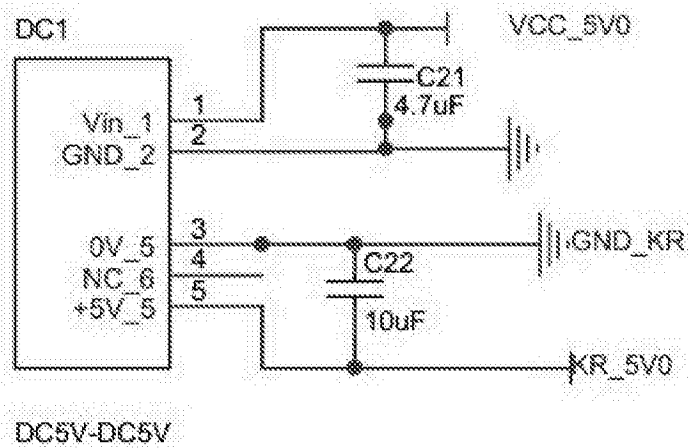 DC1
VCC_5V0
C21
4.7uF
1
Vin_1
2
GND_2
3
0V_5
GND_KR
4
NC_6
C22
5
+5V_5
10uF
KR_5V0
DC5V-DC5V